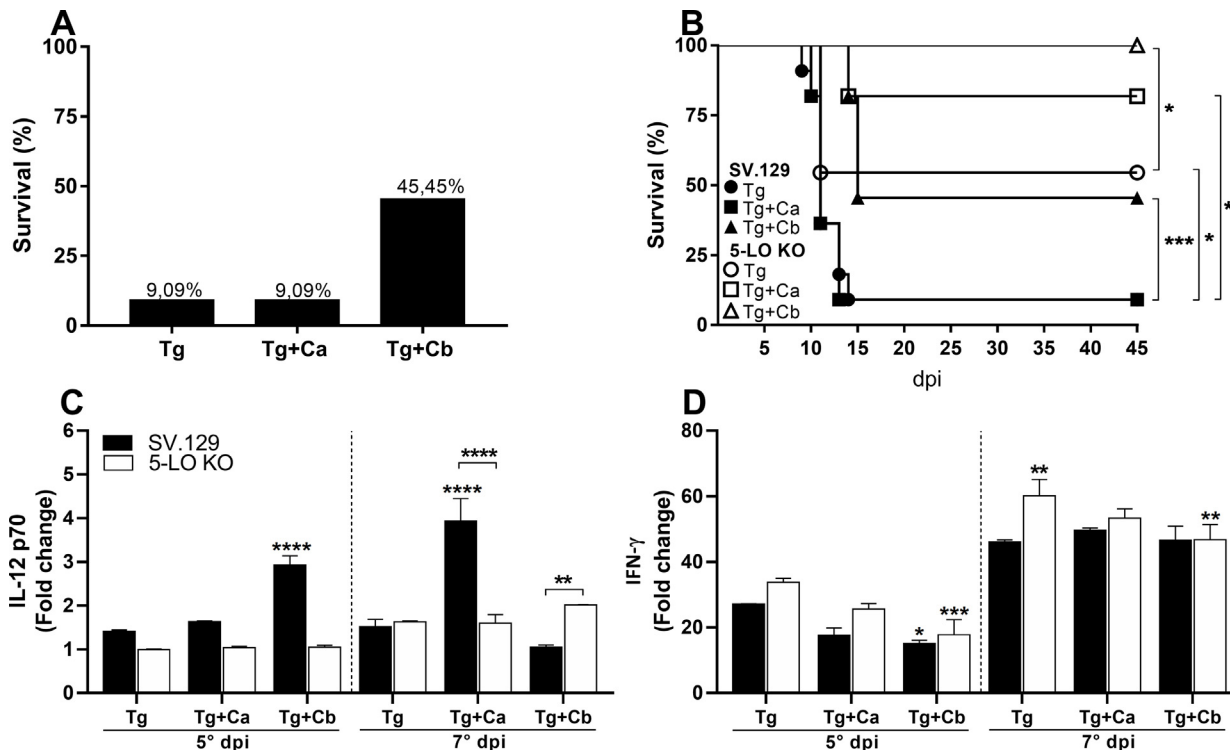 A
Survival (%)
100
75
50
25
0
9,09%
9,09%
45,45%
Tg
Tg+Ca
Tg+Cb
B
Survival (%)
100
75
50
25
0
SV.129
Tg
Tg+Ca
Tg+Cb
5-LO KO
Tg
Tg+Ca
Tg+Cb
*
***
*
*
5 10 15 20 25 30 35 40 45
dpi
C
IL-12 p70
(Fold change)
6
5
4
3
2
1
0
SV.129
5-LO KO
****
****
****
**
Tg Tg+Ca Tg+Cb Tg Tg+Ca Tg+Cb
5° dpi 7° dpi
D
IFN-γ
(Fold change)
80
60
40
20
0
*
***
**
**
Tg Tg+Ca Tg+Cb Tg Tg+Ca Tg+Cb
5° dpi 7° dpi